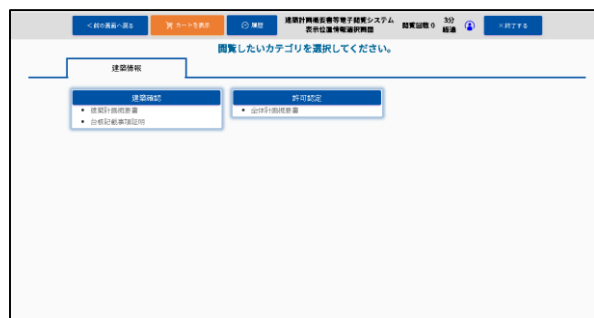 <前の画面へ戻る
カートを表示
履歴
建築計画概要書等電子閲覧システム
表示位置情報選択画面
閲覧回数 0
3分
経過
×終了する
閲覧したいカテゴリを選択してください。
建築情報
建築確認
• 建築計画概要書
• 台帳記載事項証明
許可認定
• 全体計画概要書